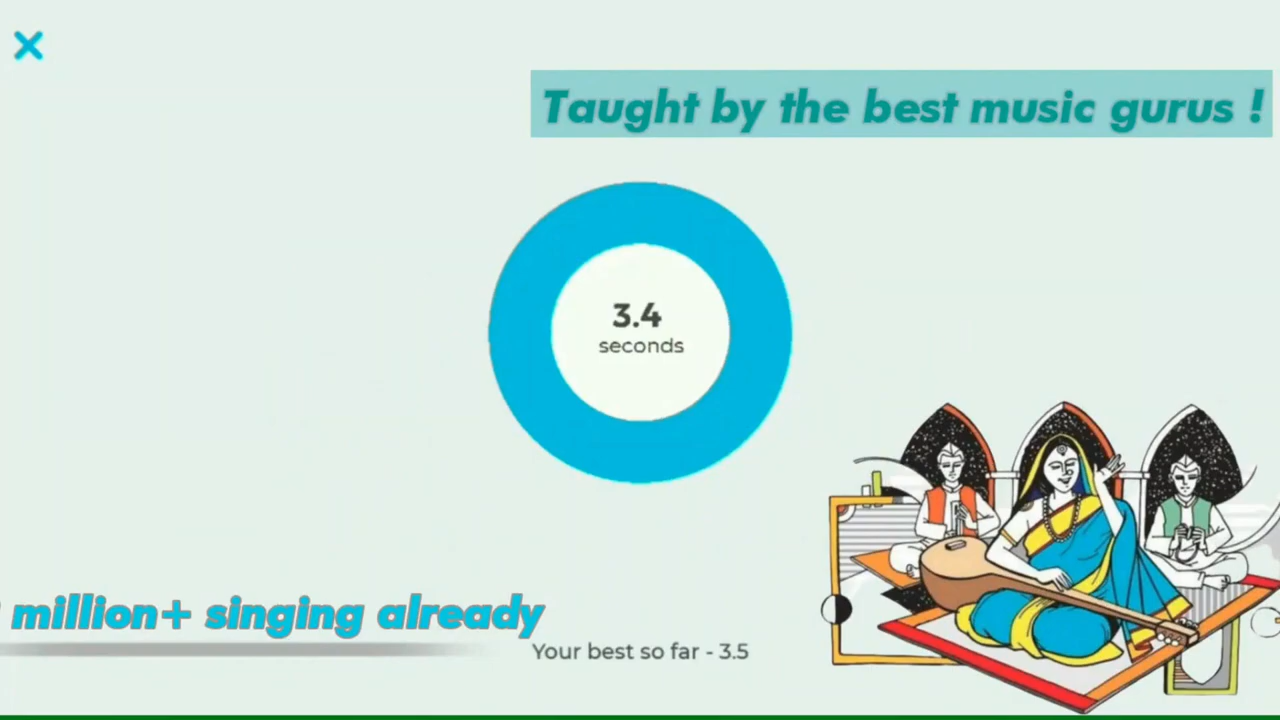 Taught by the best music gurus !
3.4
seconds
million+ singing already
Your best so far - 3.5